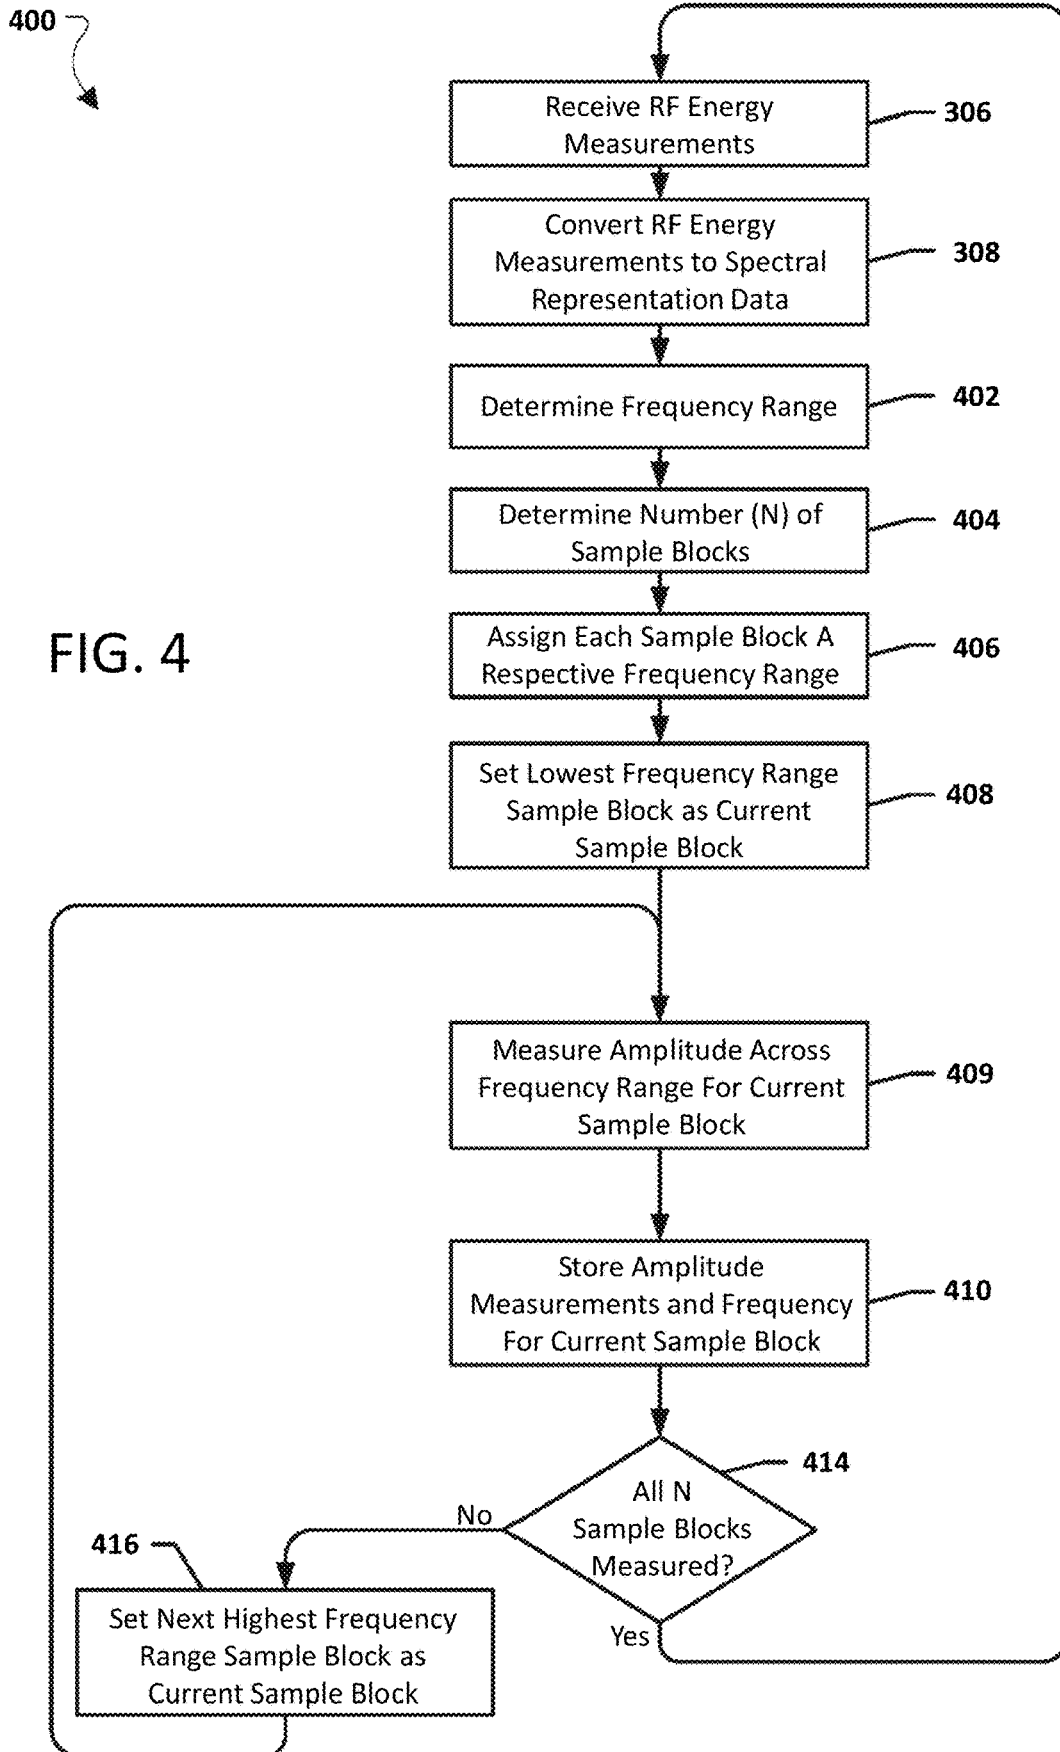 400
Receive RF Energy
Measurements
306
Convert RF Energy
Measurements to Spectral
Representation Data
308
Determine Frequency Range
402
Determine Number (N) of
Sample Blocks
404
FIG. 4
Assign Each Sample Block A
Respective Frequency Range
406
Set Lowest Frequency Range
Sample Block as Current
Sample Block
408
Measure Amplitude Across
Frequency Range For Current
Sample Block
409
Store Amplitude
Measurements and Frequency
For Current Sample Block
410
All N
Sample Blocks
Measured?
414
No
Yes
416
Set Next Highest Frequency
Range Sample Block as
Current Sample Block